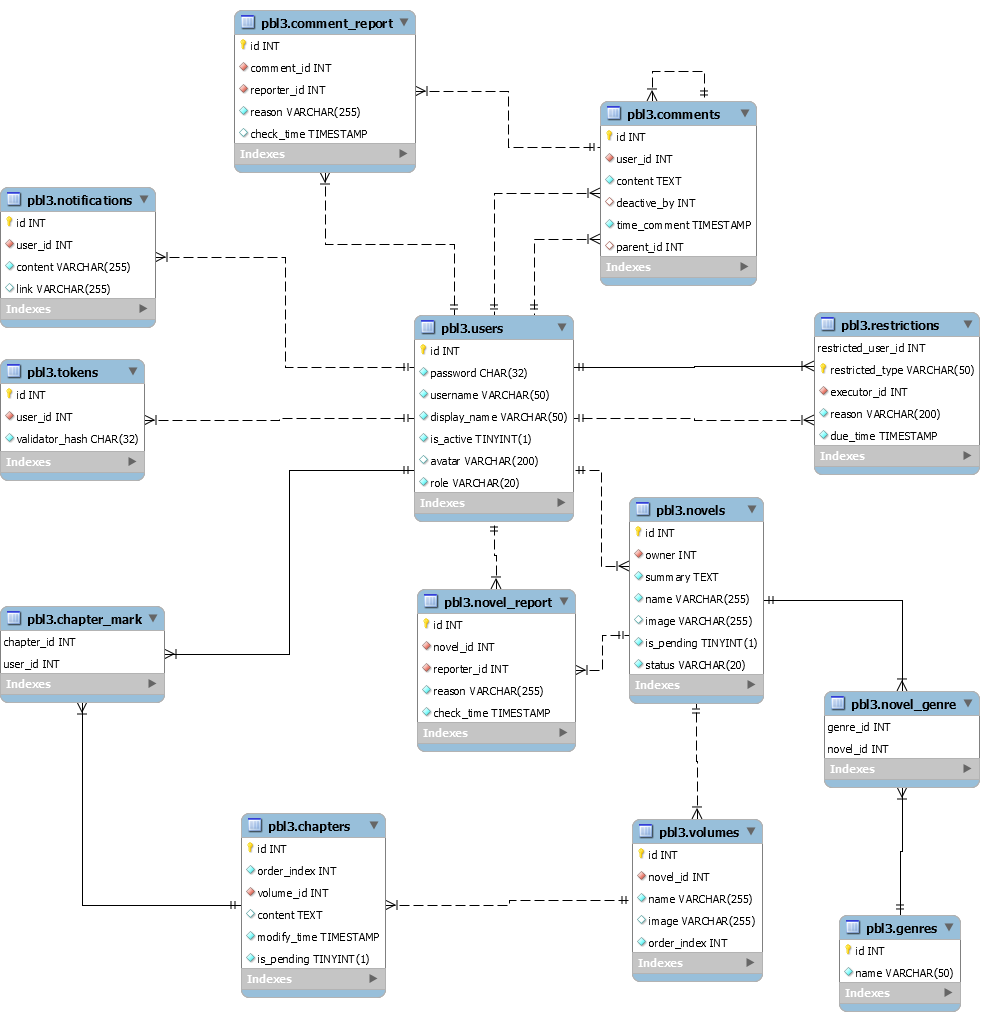 pbl3.comment_report
id INT
comment_id INT
reporter_id INT
reason VARCHAR(255)
check_time TIMESTAMP
Indexes
pbl3.comments
id INT
user_id INT
content TEXT
deactive_by INT
time_comment TIMESTAMP
parent_id INT
Indexes
pbl3.notifications
id INT
user_id INT
content VARCHAR(255)
link VARCHAR(255)
Indexes
pbl3.users
id INT
password CHAR(32)
username VARCHAR(50)
display_name VARCHAR(50)
is_active TINYINT(1)
avatar VARCHAR(200)
role VARCHAR(20)
Indexes
pbl3.restrictions
restricted_user_id INT
restricted_type VARCHAR(50)
executor_id INT
reason VARCHAR(200)
due_time TIMESTAMP
Indexes
pbl3.tokens
id INT
user_id INT
validator_hash CHAR(32)
Indexes
pbl3.novels
id INT
owner INT
summary TEXT
name VARCHAR(255)
image VARCHAR(255)
is_pending TINYINT(1)
status VARCHAR(20)
Indexes
pbl3.novel_report
id INT
novel_id INT
reporter_id INT
reason VARCHAR(255)
check_time TIMESTAMP
Indexes
pbl3.chapter_mark
chapter_id INT
user_id INT
Indexes
pbl3.novel_genre
genre_id INT
novel_id INT
Indexes
pbl3.chapters
id INT
order_index INT
volume_id INT
content TEXT
modify_time TIMESTAMP
is_pending TINYINT(1)
Indexes
pbl3.volumes
id INT
novel_id INT
name VARCHAR(255)
image VARCHAR(255)
order_index INT
Indexes
pbl3.genres
id INT
name VARCHAR(50)
Indexes